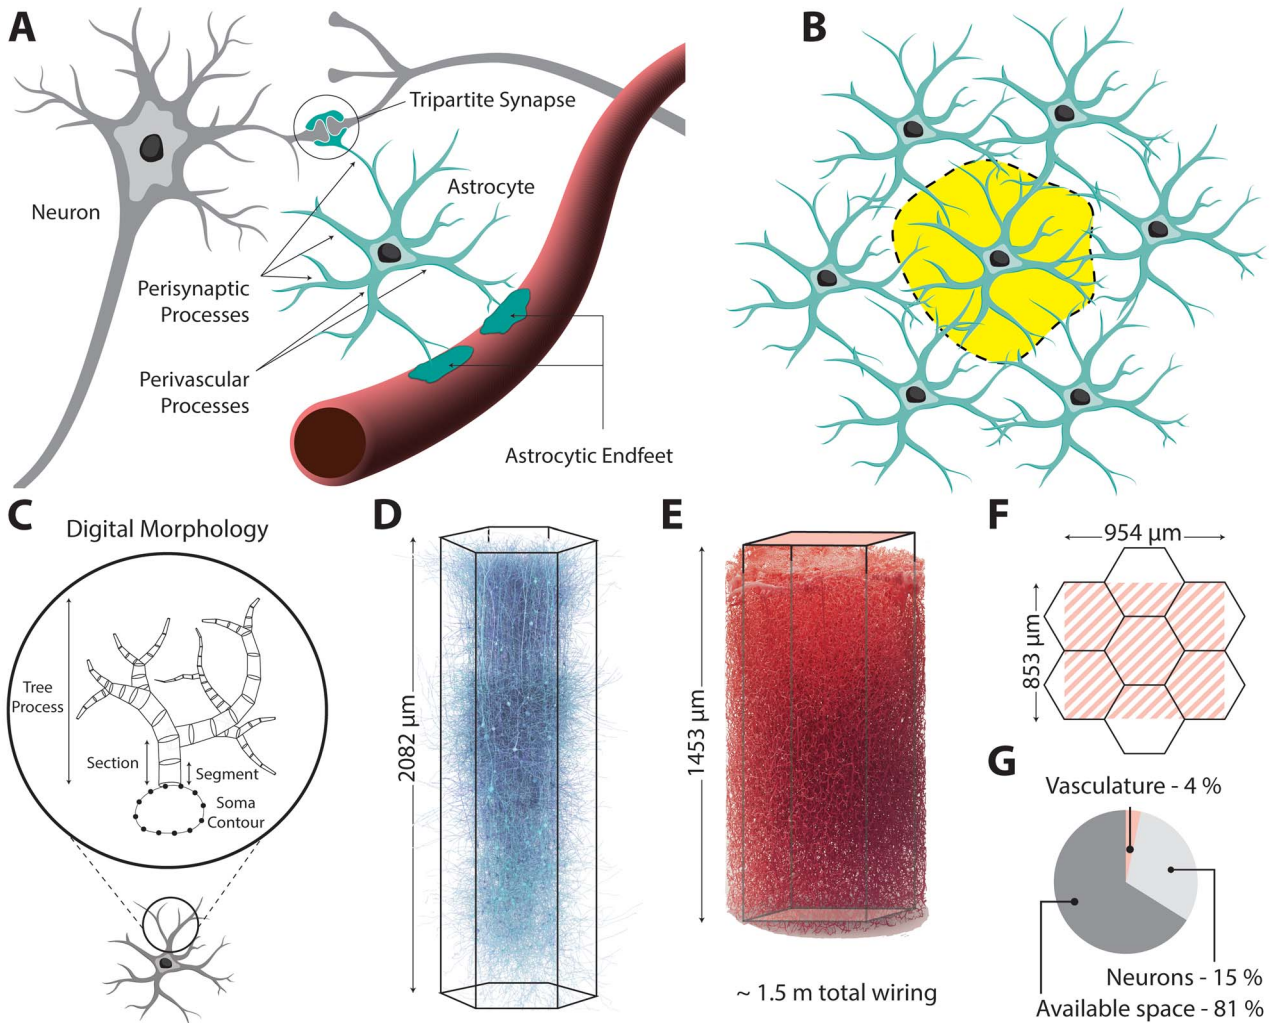 A
Tripartite Synapse
Astrocyte
Neuron
Perisynaptic
Processes
Perivascular
Processes
Astrocytic Endfeet
B
C
Digital Morphology
Tree
Process
Section
Segment
Soma
Contour
D
2082 µm
E
1453 µm
~ 1.5 m total wiring
F
954 µm
853 µm
G
Vasculature - 4 %
Neurons - 15 %
Available space - 81 %